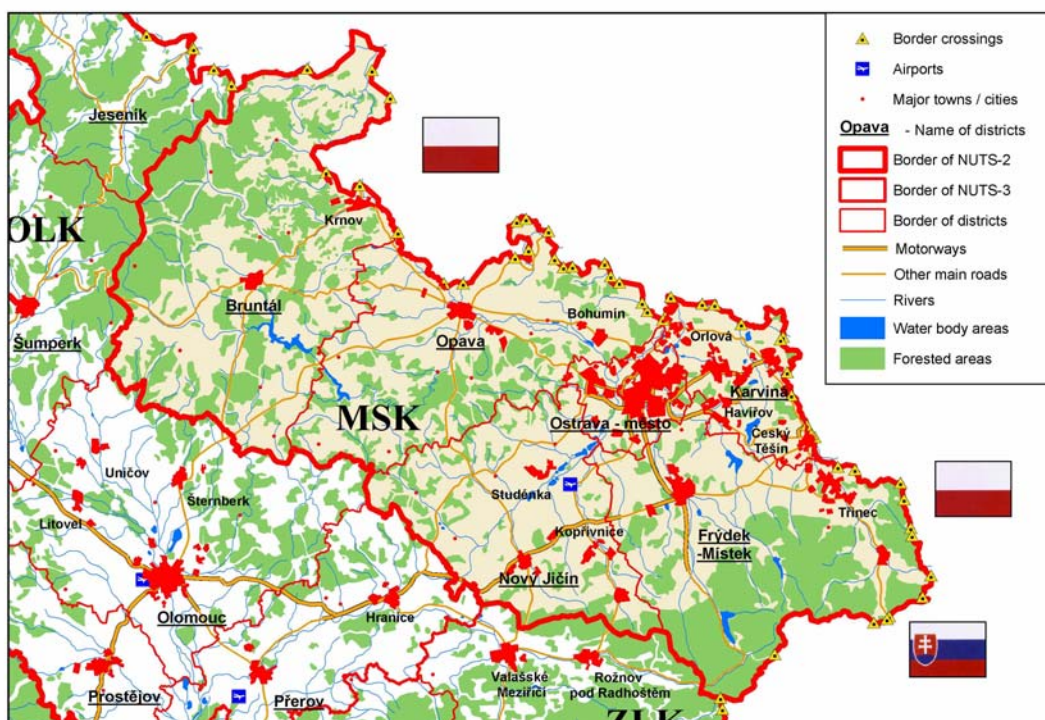 Border crossings
Airports
Major towns / cities
Opava - Name of districts
Border of NUTS-2
Border of NUTS-3
Border of districts
Motorways
Other main roads
Rivers
Water body areas
Forested areas
Jeseník
OLK
Krnov
Bruntál
Šumperk
Opava
Bohumín
Orlová
MSK
Karviná
Ostrava - město
Havířov
Český
Těšín
Uničov
Šternberk
Studénka
Litovel
Třinec
Kopřivnice
Frýdek
-Místek
Nový Jičín
Olomouc
Hranice
Prostějov
Přerov
Valašské
Meziříčí
Rožnov
pod Radhoštěm
ZLK